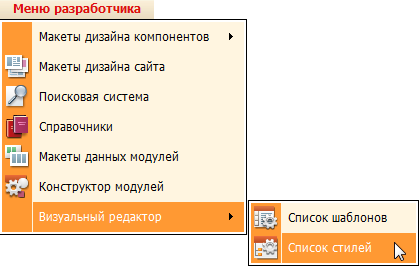 Меню разработчика
Макеты дизайна компонентов
Макеты дизайна сайта
Поисковая система
Справочники
Макеты данных модулей
Конструктор модулей
Визуальный редактор
Список шаблонов
Список стилей